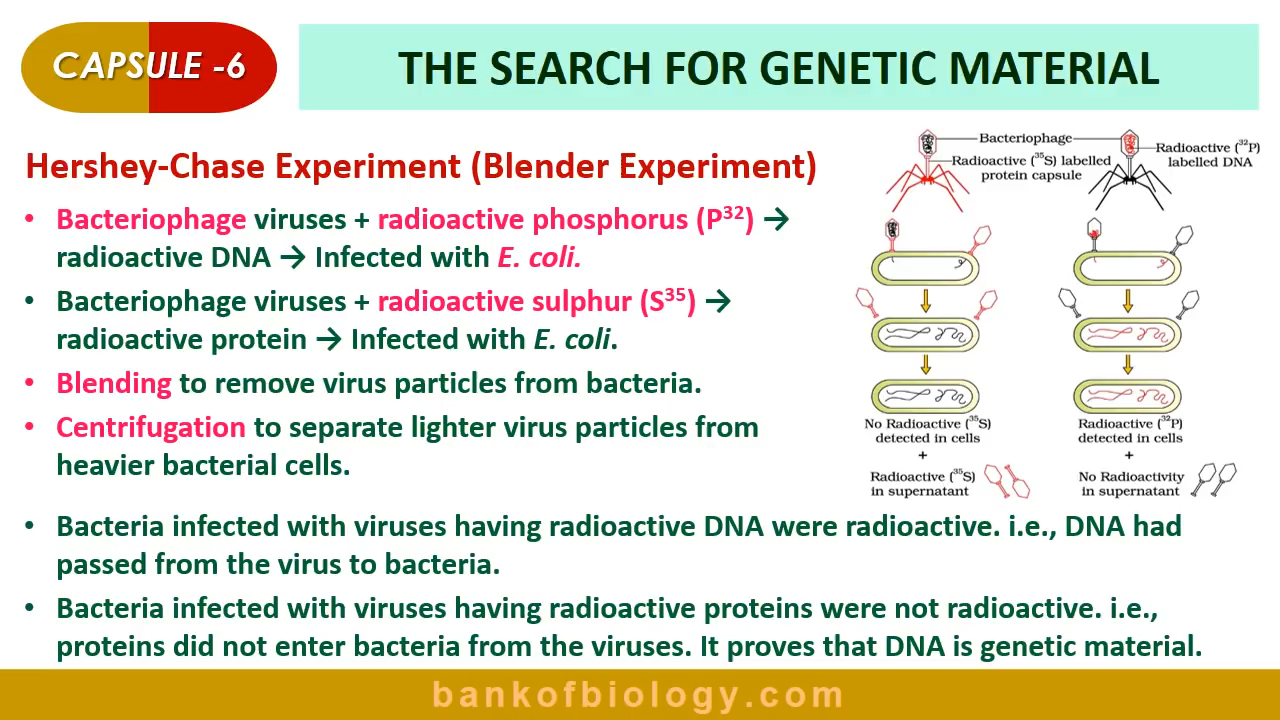 CAPSULE -6
THE SEARCH FOR GENETIC MATERIAL
Hershey-Chase Experiment (Blender Experiment)
• Bacteriophage viruses + radioactive phosphorus (P³²) →
radioactive DNA → Infected with E. coli.
• Bacteriophage viruses + radioactive sulphur (S³⁵) →
radioactive protein → Infected with E. coli.
• Blending to remove virus particles from bacteria.
• Centrifugation to separate lighter virus particles from
heavier bacterial cells.
Bacteriophage
Radioactive (³⁵S) labelled
protein capsule
Radioactive (³²P)
labelled DNA
No Radioactive (³⁵S)
detected in cells
+
Radioactive (³⁵S)
in supernatant
Radioactive (³²P)
detected in cells
+
No Radioactivity
in supernatant
• Bacteria infected with viruses having radioactive DNA were radioactive. i.e., DNA had
passed from the virus to bacteria.
• Bacteria infected with viruses having radioactive proteins were not radioactive. i.e.,
proteins did not enter bacteria from the viruses. It proves that DNA is genetic material.
bankofbiology.com